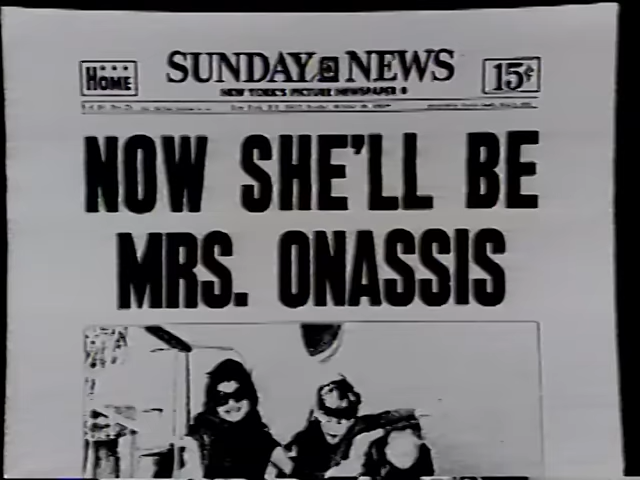 HOME
SUNDAY NEWS
15¢
NEW YORK'S PICTURE NEWSPAPER
NOW SHE'LL BE
MRS. ONASSIS